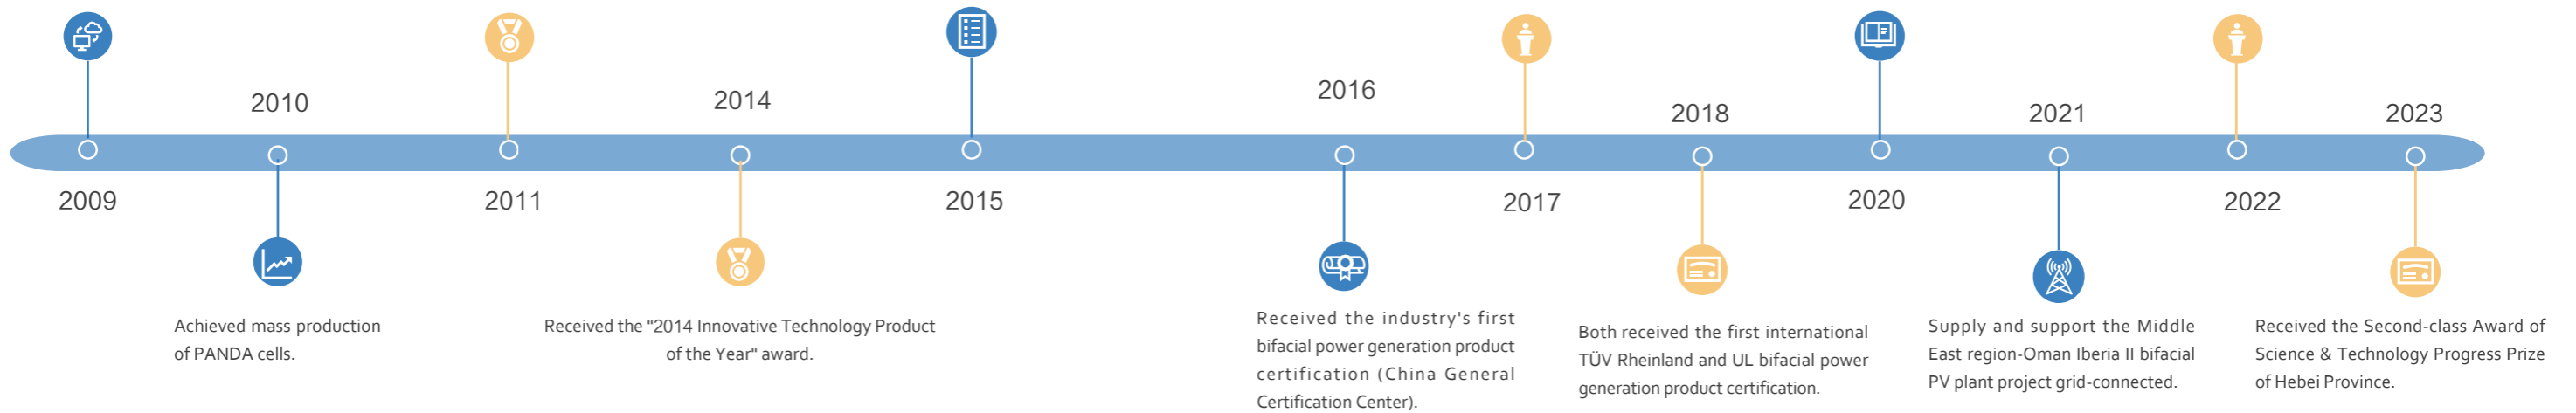 2010
2014
2016
2018
2021
2023
2009
2011
2015
2017
2020
2022
Achieved mass production
of PANDA cells.
Received the "2014 Innovative Technology Product
of the Year" award.
Received the industry's first
bifacial power generation product
certification (China General
Certification Center).
Both received the first international
TÜV Rheinland and UL bifacial power
generation product certification.
Supply and support the Middle
East region-Oman Iberia II bifacial
PV plant project grid-connected.
Received the Second-class Award of
Science & Technology Progress Prize
of Hebei Province.